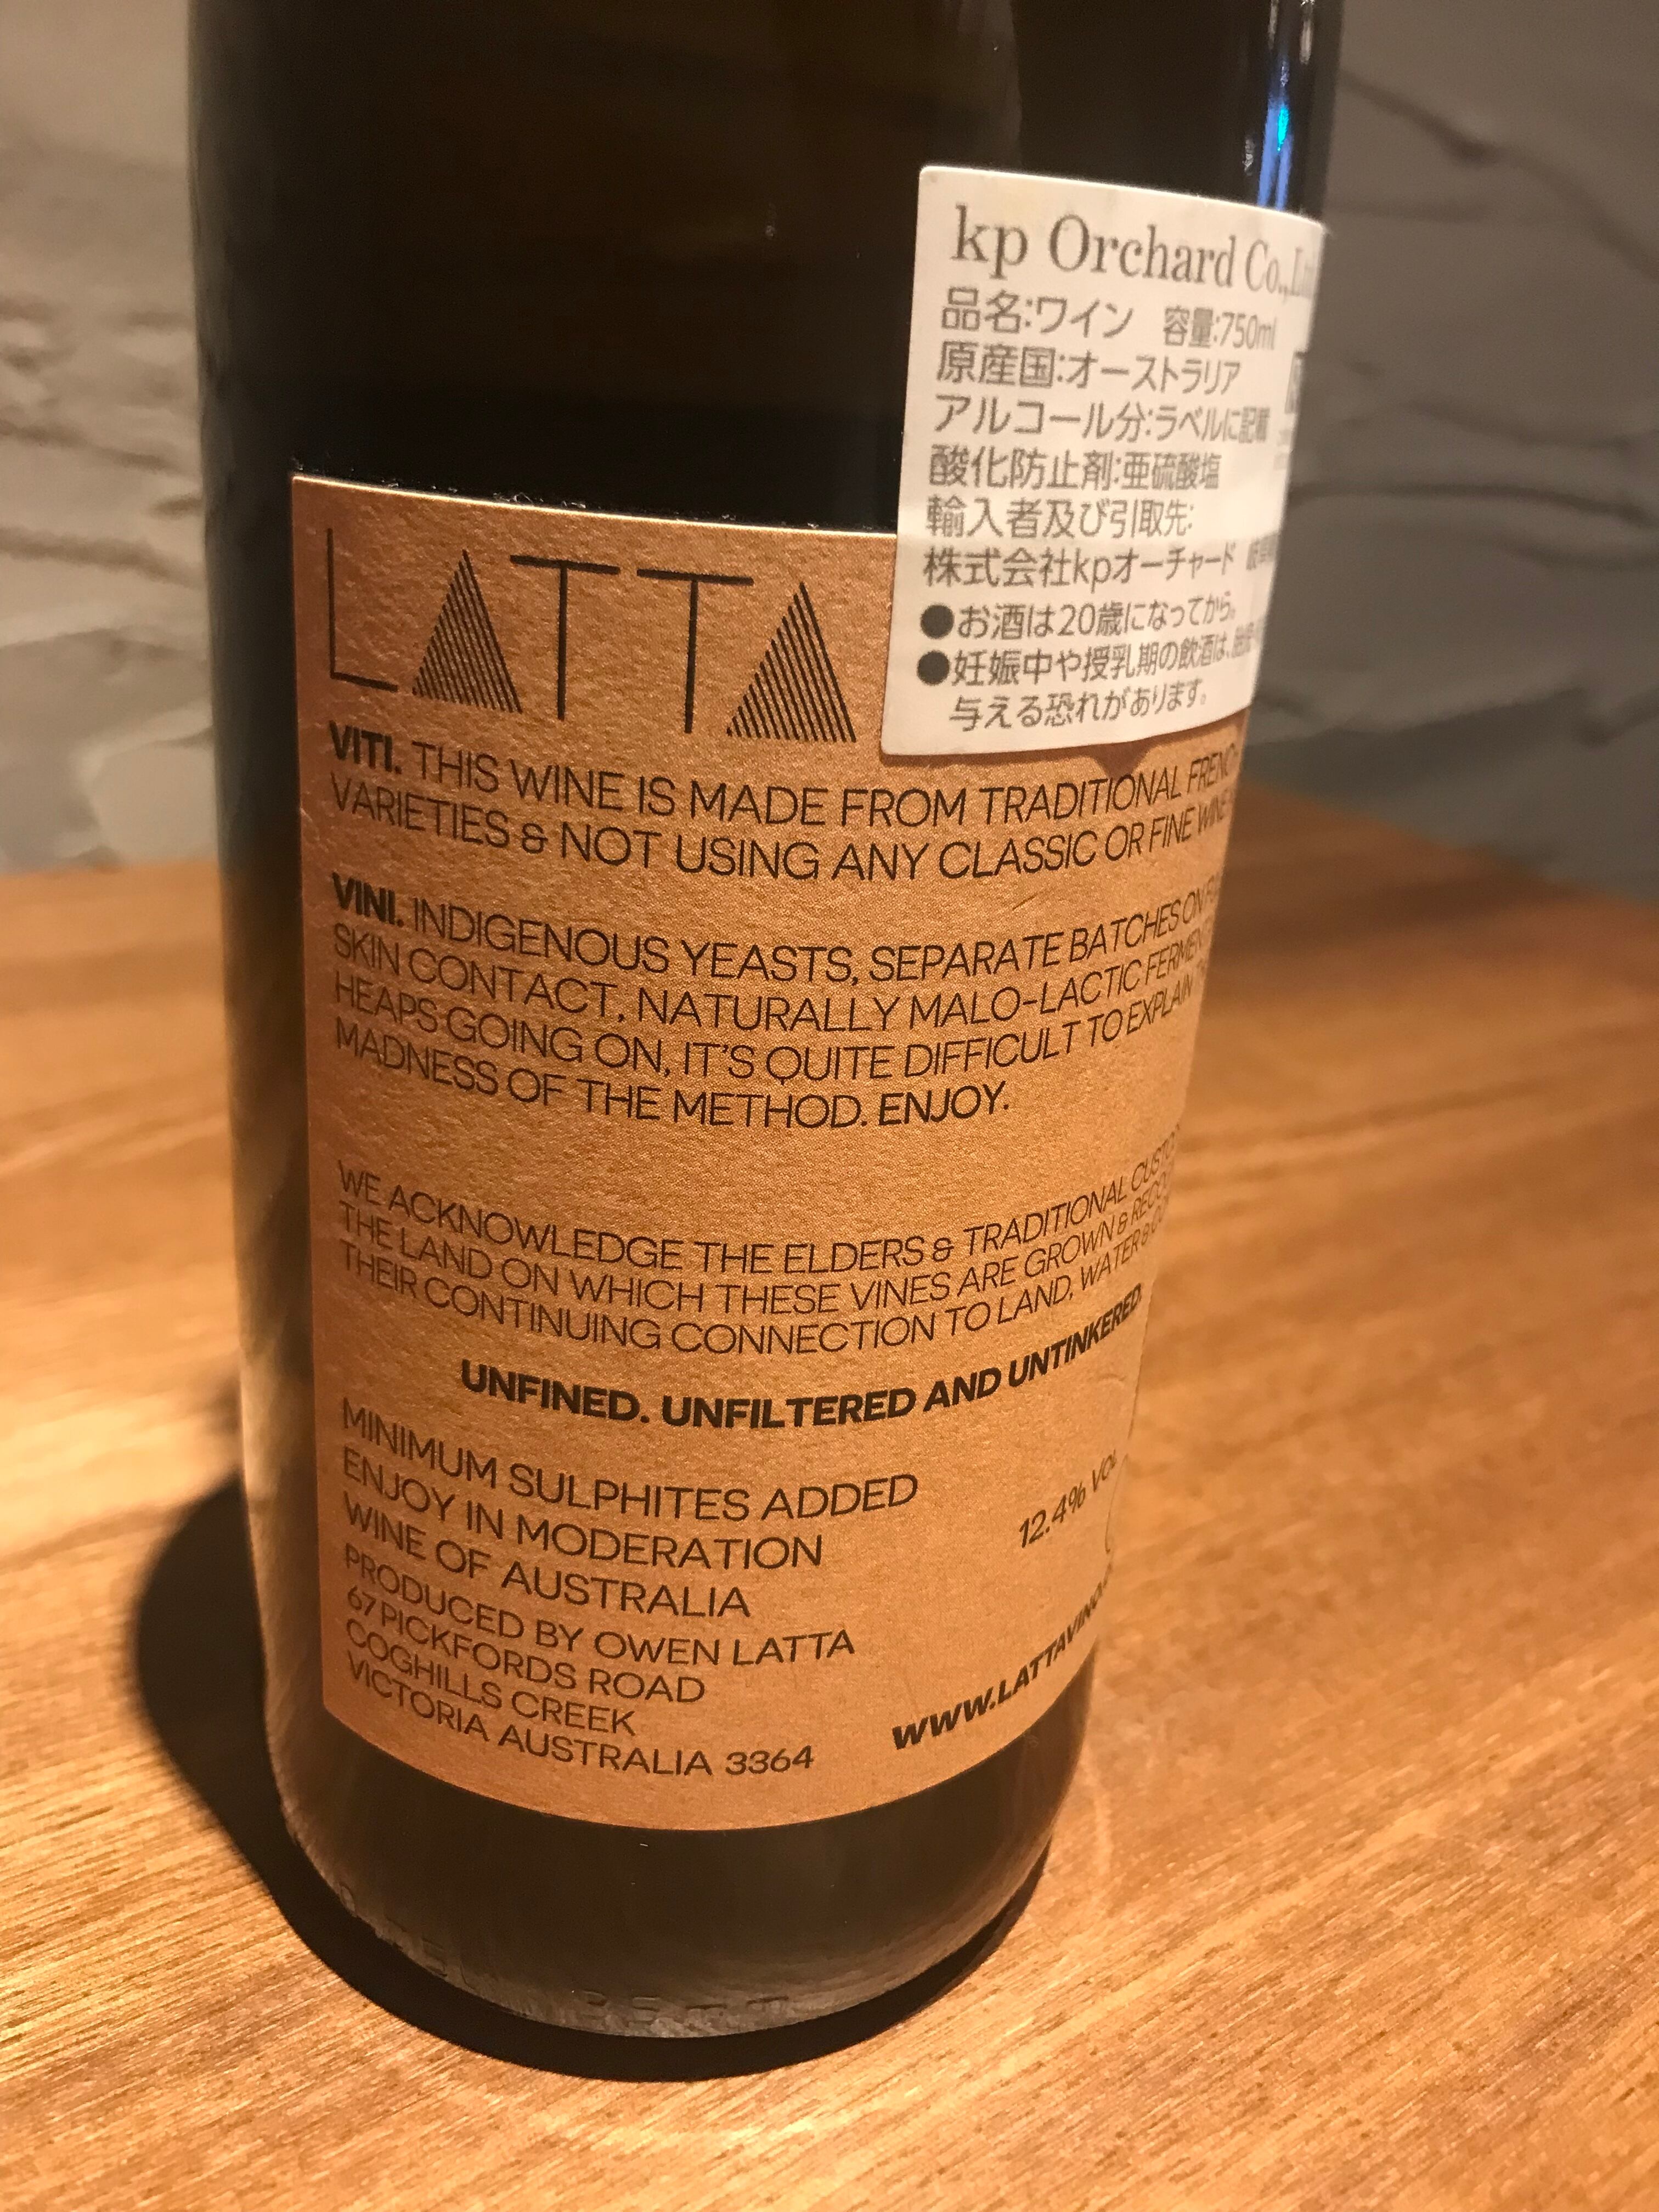 kp Orchard Co.,
品名:ワイン 容量:750ml
原産国:オーストラリア
アルコール分:ラベルに記載
酸化防止剤:亜硫酸塩
輸入者及び引取先:
株式会社kpオーチャード
●お酒は20歳になってから。
●妊娠中や授乳期の飲酒は、
与える恐れがあります。
LATTA
VITI. THIS WINE IS MADE FROM TRADITIONAL
VARIETIES & NOT USING ANY CLASSIC OR FINE WINE
VINI. INDIGENOUS YEASTS, SEPARATE BATCHES ON
SKIN CONTACT, NATURALLY MALO-LACTIC
HEAPS GOING ON, IT'S QUITE DIFFICULT TO EXPLAIN
MADNESS OF THE METHOD. ENJOY.
WE ACKNOWLEDGE THE ELDERS & TRADITIONAL
THE LAND ON WHICH THESE VINES ARE GROWN &
THEIR CONTINUING CONNECTION TO LAND, WATER &
UNFINED. UNFILTERED AND UNTINKERED.
MINIMUM SULPHITES ADDED
ENJOY IN MODERATION
12.4% VOL
WINE OF AUSTRALIA
PRODUCED BY OWEN LATTA
67 PICKFORDS ROAD
COGHILLS CREEK
VICTORIA AUSTRALIA 3364
WWW.LATTAVINO.